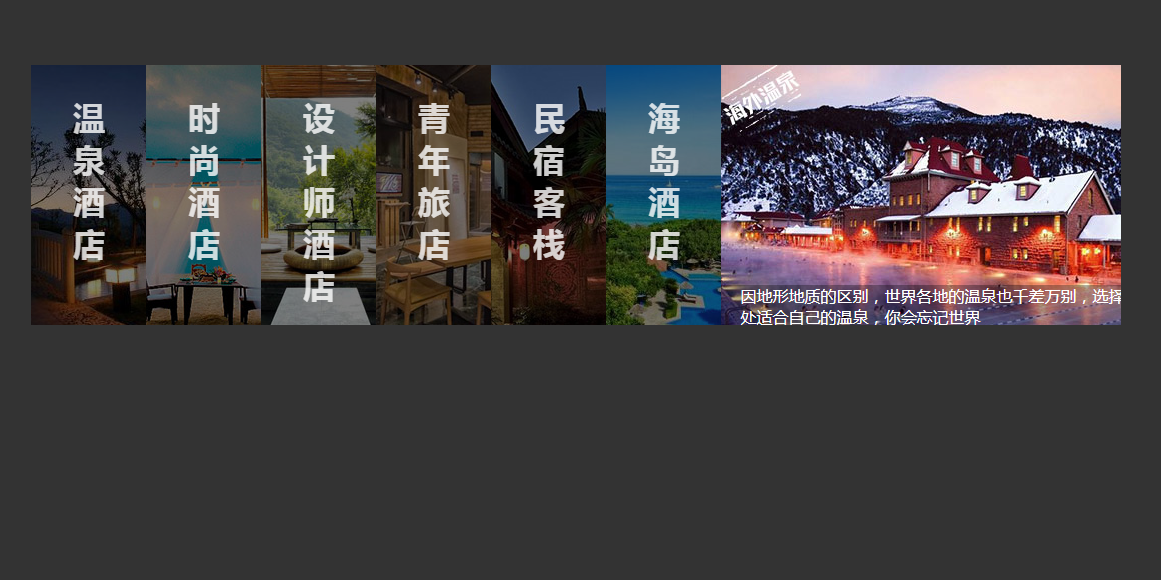 温泉酒店
时尚酒店
设计师酒店
青年旅店
民宿客栈
海岛酒店
海外温泉
因地形地质的区别，世界各地的温泉也千差万别，选择
处适合自己的温泉，你会忘记世界